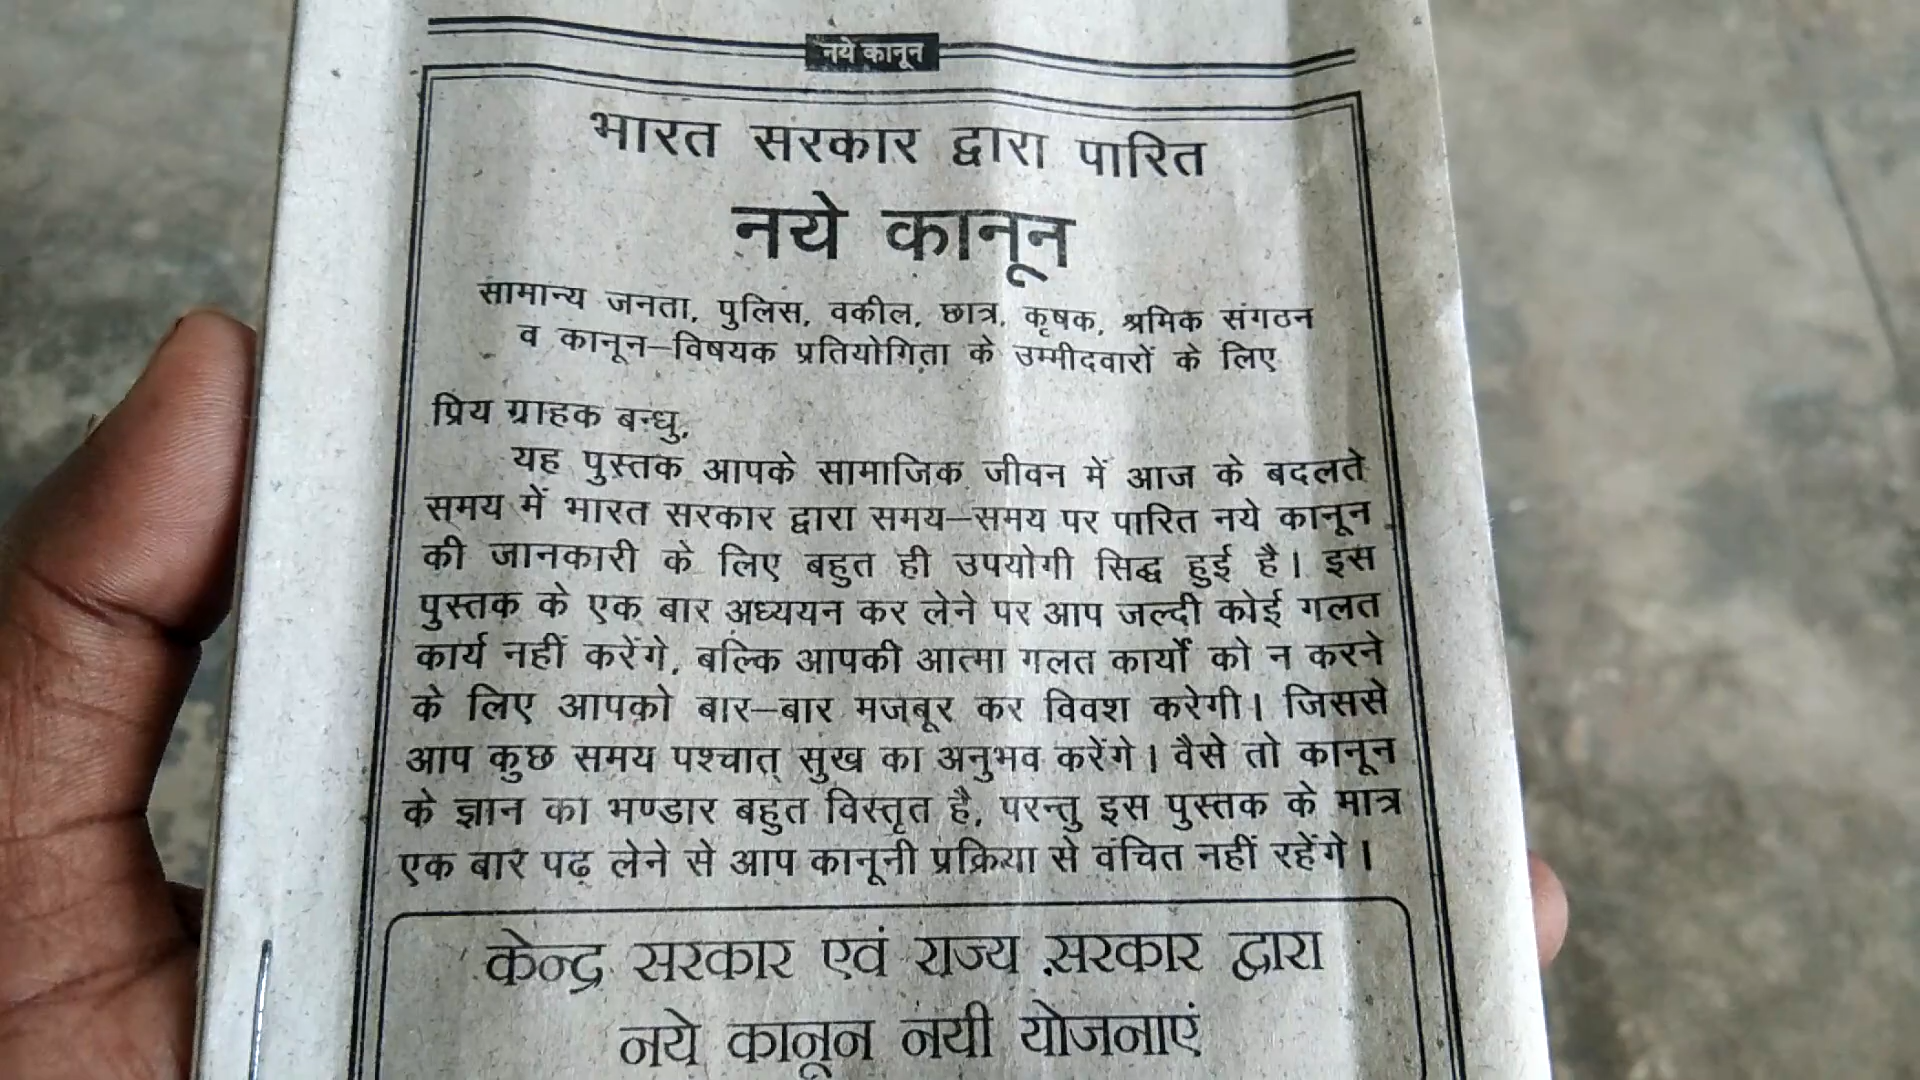 नये कानून
भारत सरकार द्वारा पारित
नये कानून
सामान्य जनता, पुलिस, वकील, छात्र, कृषक, श्रमिक संगठन
व कानून–विषयक प्रतियोगिता के उम्मीदवारों के लिए
प्रिय ग्राहक बन्धु,
यह पुस्तक आपके सामाजिक जीवन में आज के बदलते
समय में भारत सरकार द्वारा समय–समय पर पारित नये कानून
की जानकारी के लिए बहुत ही उपयोगी सिद्ध हुई है। इस
पुस्तक के एक बार अध्ययन कर लेने पर आप जल्दी कोई गलत
कार्य नहीं करेंगे, बल्कि आपकी आत्मा गलत कार्यों को न करने
के लिए आपको बार–बार मजबूर कर विवश करेगी। जिससे
आप कुछ समय पश्चात् सुख का अनुभव करेंगे। वैसे तो कानून
के ज्ञान का भण्डार बहुत विस्तृत है, परन्तु इस पुस्तक के मात्र
एक बार पढ़ लेने से आप कानूनी प्रक्रिया से वंचित नहीं रहेंगे।
केन्द्र सरकार एवं राज्य सरकार द्वारा
नये कानून नयी योजनाएं